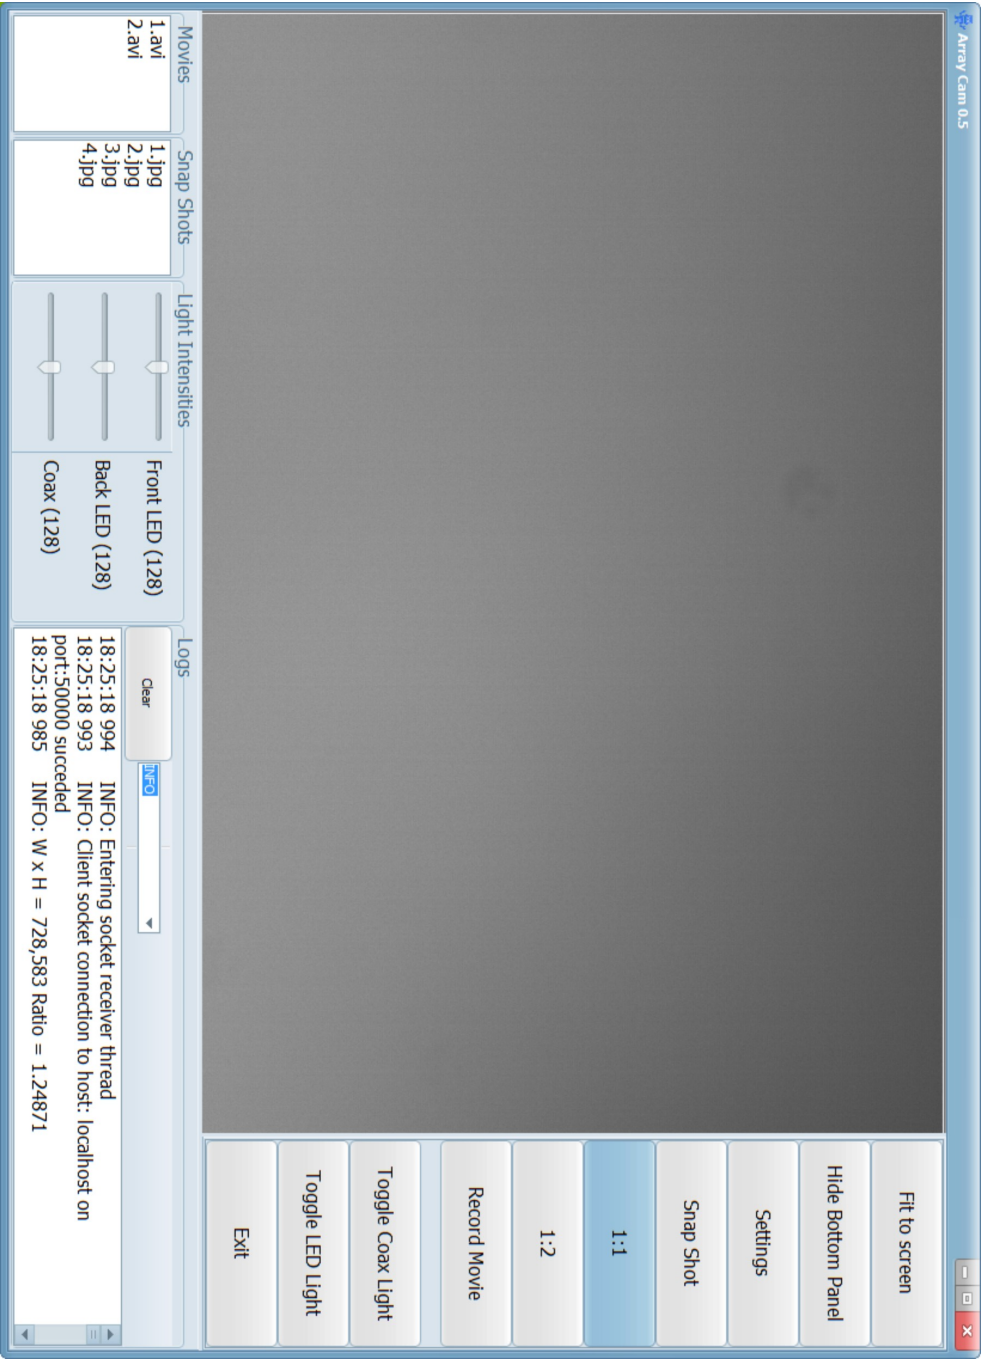 Array Cam 0.5
Fit to screen
Hide Bottom Panel
Settings
Snap Shot
1:1
1:2
Record Movie
Toggle Coax Light
Toggle LED Light
Exit
Movies
1.avi
2.avi
Snap Shots
1.jpg
2.jpg
3.jpg
4.jpg
Light Intensities
Front LED (128)
Back LED (128)
Coax (128)
Logs
Clear
INFO
18:25:18 994 INFO: Entering socket receiver thread
18:25:18 993 INFO: Client socket connection to host: localhost on
port:50000 succeded
18:25:18 985 INFO: W x H = 728,583 Ratio = 1.24871